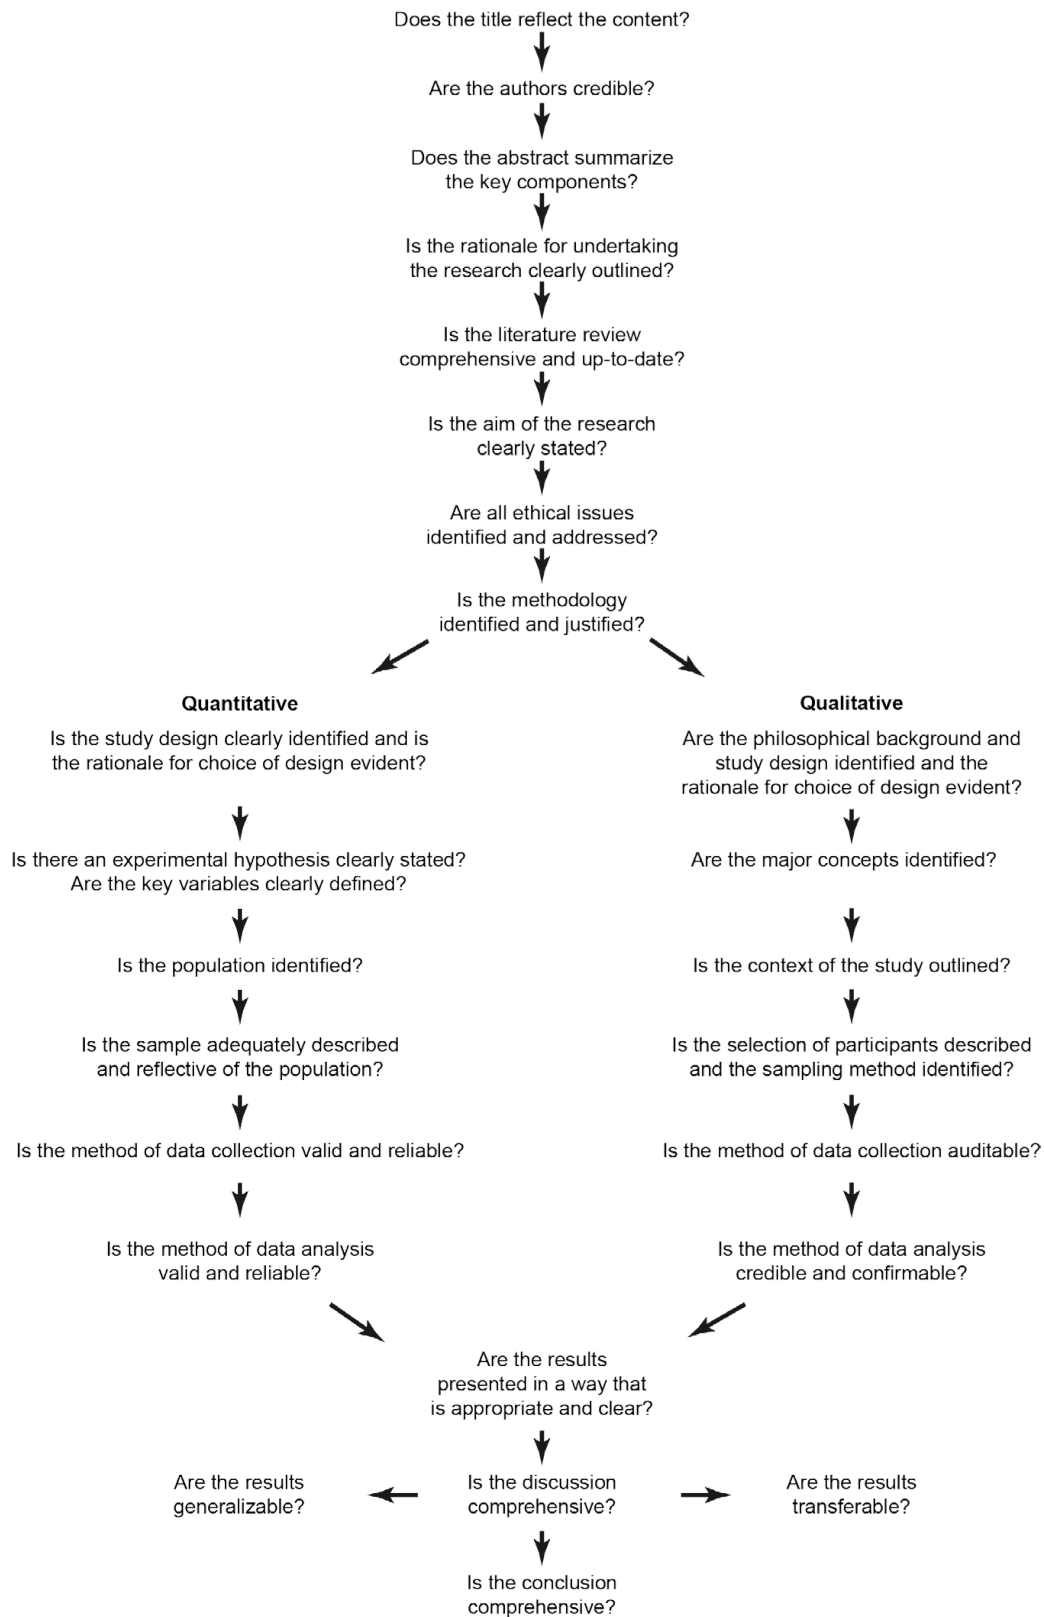 Does the title reflect the content?
Are the authors credible?
Does the abstract summarize
the key components?
Is the rationale for undertaking
the research clearly outlined?
Is the literature review
comprehensive and up-to-date?
Is the aim of the research
clearly stated?
Are all ethical issues
identified and addressed?
Is the methodology
identified and justified?
Quantitative
Is the study design clearly identified and is
the rationale for choice of design evident?
Is there an experimental hypothesis clearly stated?
Are the key variables clearly defined?
Is the population identified?
Is the sample adequately described
and reflective of the population?
Is the method of data collection valid and reliable?
Is the method of data analysis
valid and reliable?
Qualitative
Are the philosophical background and
study design identified and the
rationale for choice of design evident?
Are the major concepts identified?
Is the context of the study outlined?
Is the selection of participants described
and the sampling method identified?
Is the method of data collection auditable?
Is the method of data analysis
credible and confirmable?
Are the results
presented in a way that
is appropriate and clear?
Are the results
generalizable?
Is the discussion
comprehensive?
Are the results
transferable?
Is the conclusion
comprehensive?